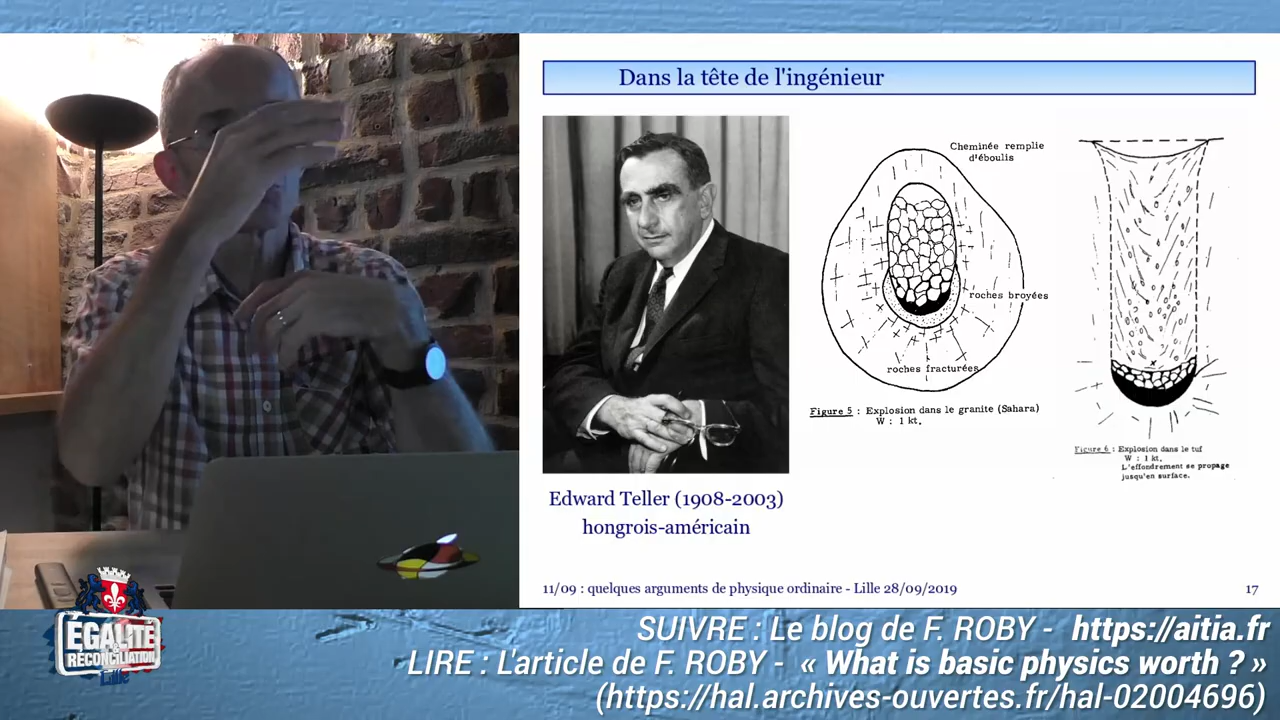 Dans la tête de l'ingénieur
Cheminée remplie
d'éboulis
roches broyées
roches fracturées
Figure 5 : Explosion dans le granite (Sahara)
W : 1 kt.
Figure 6 : Explosion dans le tuf
W : 1 kt.
L'effondrement se propage
jusqu'en surface.
Edward Teller (1908-2003)
hongrois-américain
11/09 : quelques arguments de physique ordinaire - Lille 28/09/2019
17
ÉGALITÉ
&
RÉCONCILIATION
Lille
SUIVRE : Le blog de F. ROBY - https://aitia.fr
LIRE : L'article de F. ROBY - « What is basic physics worth ? »
(https://hal.archives-ouvertes.fr/hal-02004696)